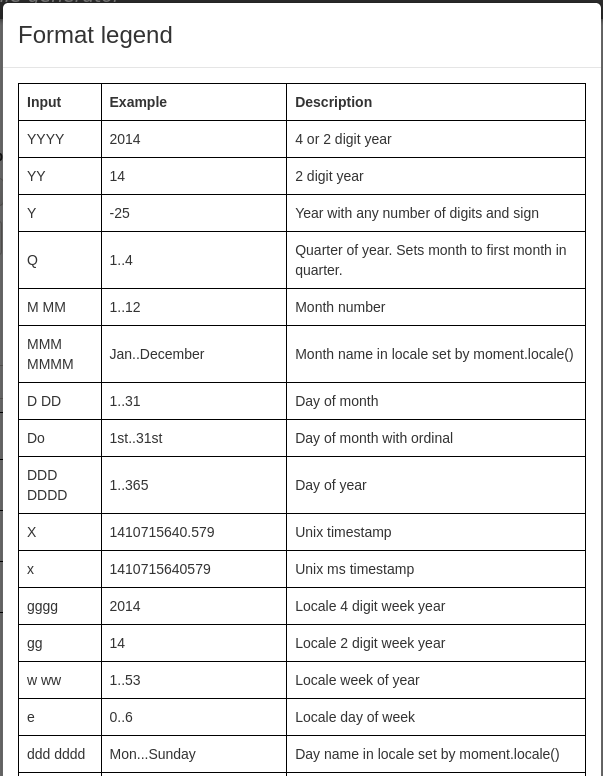 Format legend
Input Example Description
YYYY 2014 4 or 2 digit year
YY 14 2 digit year
Y -25 Year with any number of digits and sign
Q 1..4 Quarter of year. Sets month to first month in
quarter.
M MM 1..12 Month number
MMM
MMMM Jan..December Month name in locale set by moment.locale()
D DD 1..31 Day of month
Do 1st..31st Day of month with ordinal
DDD
DDDD 1..365 Day of year
X 1410715640.579 Unix timestamp
x 1410715640579 Unix ms timestamp
gggg 2014 Locale 4 digit week year
gg 14 Locale 2 digit week year
w ww 1..53 Locale week of year
e 0..6 Locale day of week
ddd dddd Mon...Sunday Day name in locale set by moment.locale()